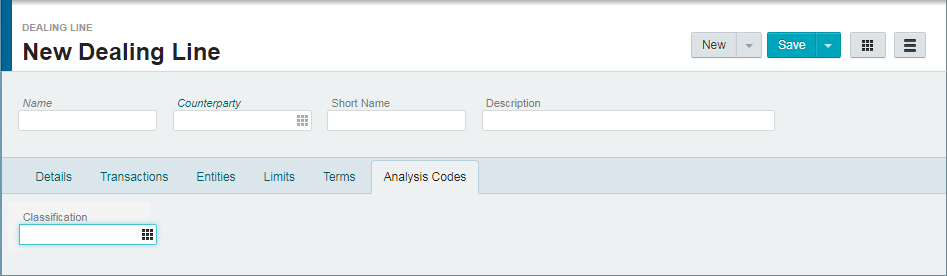 DEALING LINE
New Dealing Line
New Save
Name Counterparty Short Name Description
Details Transactions Entities Limits Terms Analysis Codes
Classification